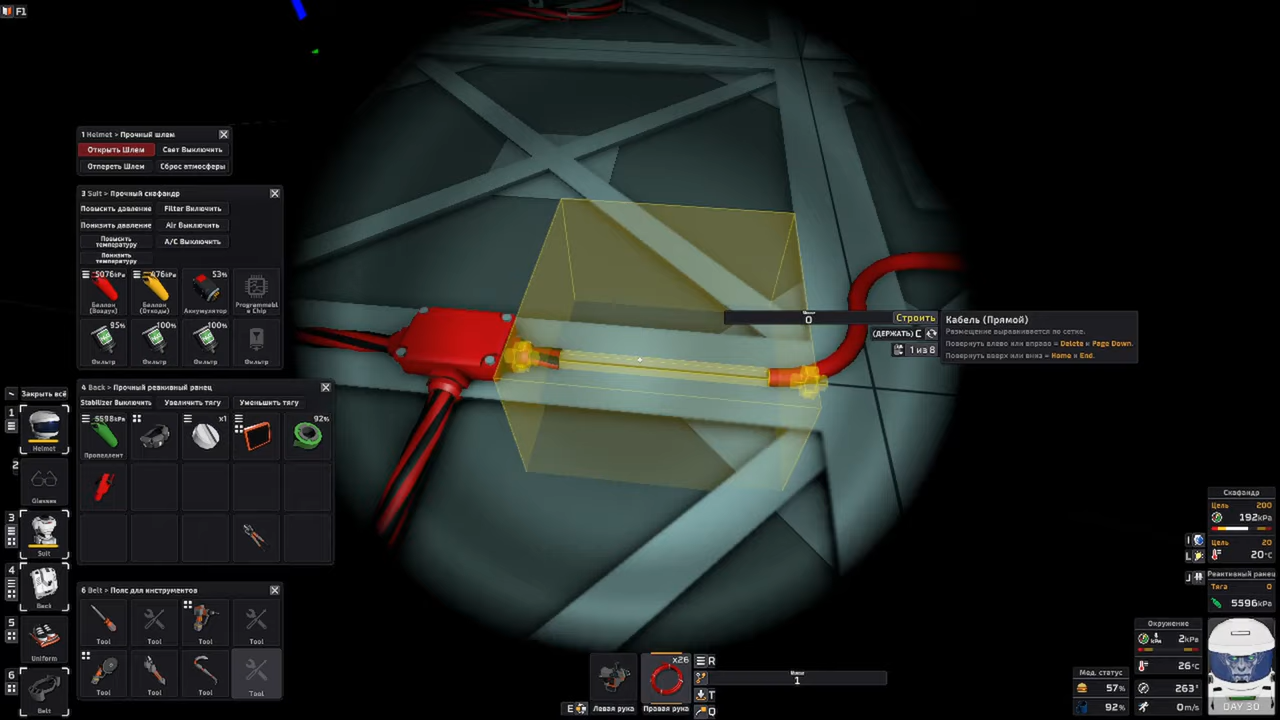 F1
1 Helmet > Прочный шлем
Открыть Шлем
Свет Выключить
Отпереть Шлем
Сброс атмосферы
3 Suit > Прочный скафандр
Повысить давление
Filter Включить
Понизить давление
Air Выключить
Повысить температуру
A/C Выключить
Понизить температуру
53%
Баллон (Воздух)
Баллон (Отходы)
Аккумулятор
Programmable Chip
95%
100%
100%
Фильтр
Фильтр
Фильтр
Фильтр
4 Back > Прочный реактивный ранец
Stabilizer Выключить
Увеличить тягу
Уменьшить тягу
5598kPa
x1
92%
Пропеллент
~ Закрыть всё
1
Helmet
2
Glasses
3
Suit
4
Back
5
Uniform
6
Belt
6 Belt > Пояс для инструментов
Tool
Tool
Tool
Tool
Tool
Tool
Tool
Tool
0
Строить
(ДЕРЖАТЬ) C
1 из 8
Кабель (Прямой)
Размещение выравнивается по сетке.
Повернуть влево или вправо = Delete и Page Down.
Повернуть вверх или вниз = Home и End.
E
Левая рука
x26
Правая рука
R
T
Q
1
Скафандр
Цель 200
192kPa
Цель 20
20°C
I
L
J
Реактивный ранец
Тяга 0
5596kPa
Окружение
2kPa
26°C
263°
0m/s
Мед. статус
57%
92%
DAY 30